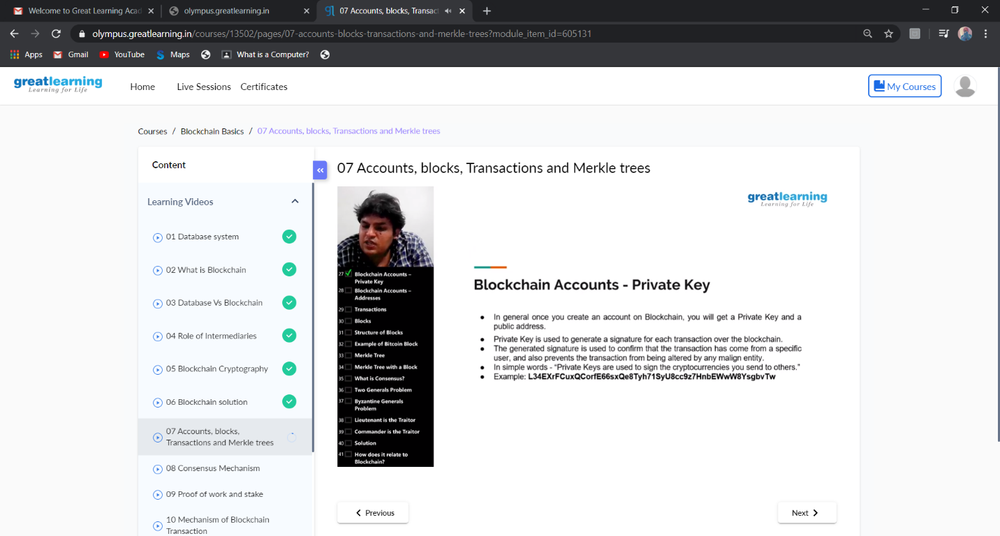 Welcome to Great Learning Acad
olympus.greatlearning.in
07 Accounts, blocks, Transact
olympus.greatlearning.in/courses/13502/pages/07-accounts-blocks-transactions-and-merkle-trees?module_item_id=605131
Apps Gmail YouTube Maps What is a Computer?
greatlearning
Learning for Life
Home Live Sessions Certificates
My Courses
Courses / Blockchain Basics / 07 Accounts, blocks, Transactions and Merkle trees
Content
Learning Videos
01 Database system
02 What is Blockchain
03 Database Vs Blockchain
04 Role of Intermediaries
05 Blockchain Cryptography
06 Blockchain solution
07 Accounts, blocks,
Transactions and Merkle trees
08 Consensus Mechanism
09 Proof of work and stake
10 Mechanism of Blockchain
Transaction
07 Accounts, blocks, Transactions and Merkle trees
27 Blockchain Accounts –
Private Key
28 Blockchain Accounts –
Addresses
29 Transactions
30 Blocks
31 Structure of Blocks
32 Example of Bitcoin Block
33 Merkle Tree
34 Merkle Tree with a Block
35 What is Consensus?
36 Two Generals Problem
37 Byzantine Generals
Problem
38 Lieutenant is the Traitor
39 Commander is the Traitor
40 Solution
41 How does it relate to
Blockchain?
greatlearning
Learning for Life
Blockchain Accounts - Private Key
• In general once you create an account on Blockchain, you will get a Private Key and a
public address.
• Private Key is used to generate a signature for each transaction over the blockchain.
• The generated signature is used to confirm that the transaction has come from a specific
user, and also prevents the transaction from being altered by any malign entity.
• In simple words - “Private Keys are used to sign the cryptocurrencies you send to others.”
• Example: L34EXrFCuxQCorfE66sxQe8Tyh71SyU8cc9z7HnbEWwW8YsgbvTw
Previous
Next